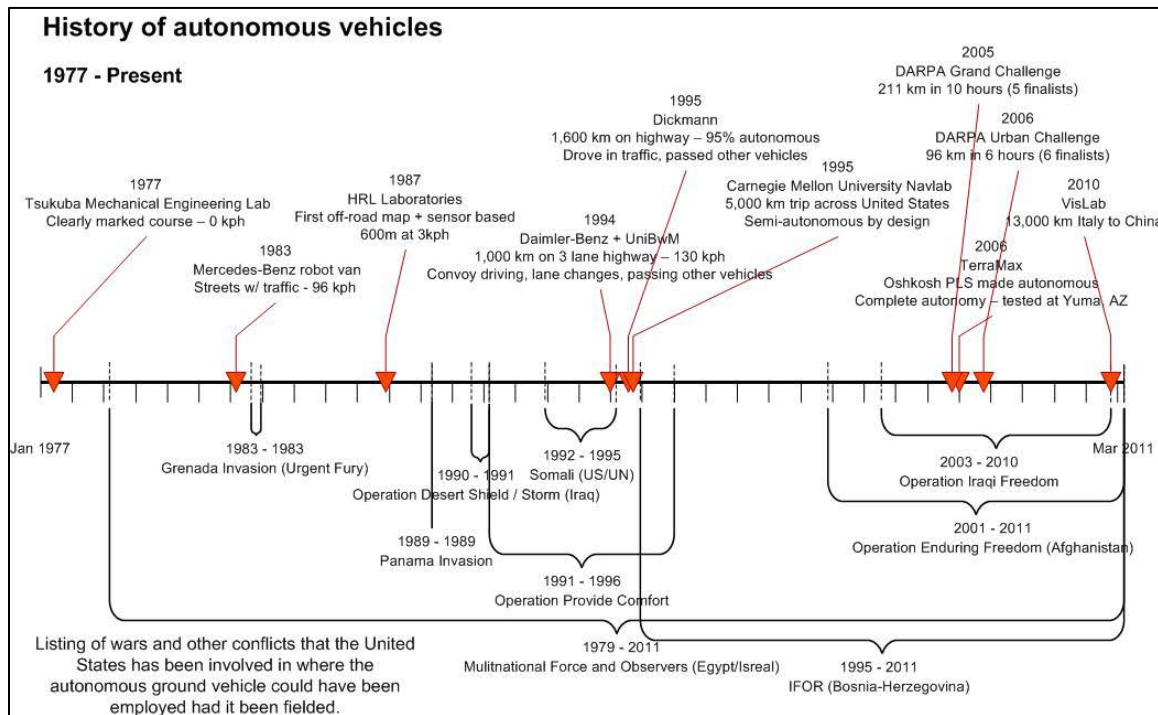 History of autonomous vehicles
1977 - Present
1977
Tsukuba Mechanical Engineering Lab
Clearly marked course – 0 kph
1983
Mercedes-Benz robot van
Streets w/ traffic - 96 kph
1987
HRL Laboratories
First off-road map + sensor based
600m at 3kph
1994
Daimler-Benz + UniBwM
1,000 km on 3 lane highway – 130 kph
Convoy driving, lane changes, passing other vehicles
1995
Dickmann
1,600 km on highway – 95% autonomous
Drove in traffic, passed other vehicles
1995
Carnegie Mellon University Navlab
5,000 km trip across United States
Semi-autonomous by design
2005
DARPA Grand Challenge
211 km in 10 hours (5 finalists)
2006
DARPA Urban Challenge
96 km in 6 hours (6 finalists)
2006
TerraMax
Oshkosh PLS made autonomous
Complete autonomy – tested at Yuma, AZ
2010
VisLab
13,000 km Italy to China
Jan 1977
Mar 2011
1983 - 1983
Grenada Invasion (Urgent Fury)
1990 - 1991
Operation Desert Shield / Storm (Iraq)
1992 - 1995
Somali (US/UN)
2003 - 2010
Operation Iraqi Freedom
1989 - 1989
Panama Invasion
2001 - 2011
Operation Enduring Freedom (Afghanistan)
1991 - 1996
Operation Provide Comfort
1979 - 2011
Mulitnational Force and Observers (Egypt/Isreal)
1995 - 2011
IFOR (Bosnia-Herzegovina)
Listing of wars and other conflicts that the United
States has been involved in where the
autonomous ground vehicle could have been
employed had it been fielded.